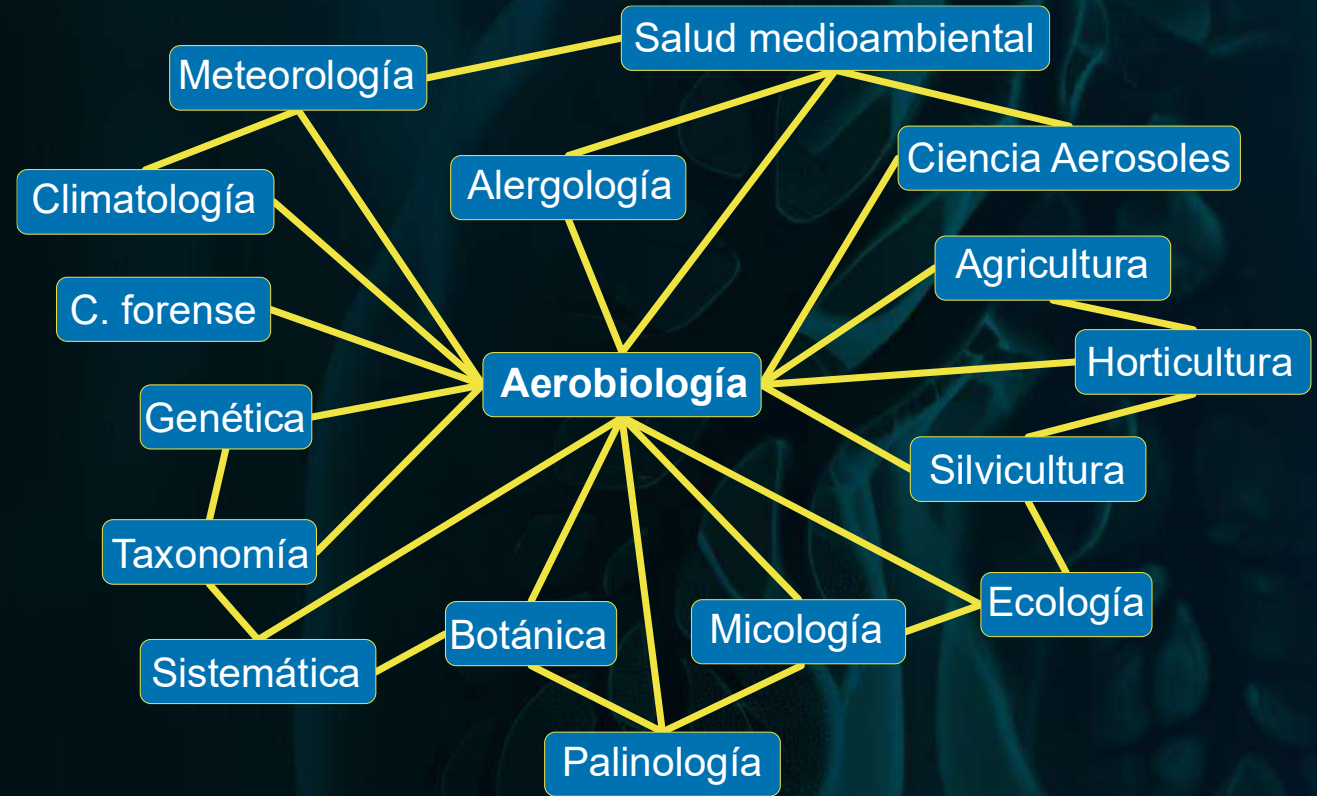 Salud medioambiental
Meteorología
Ciencia Aerosoles
Climatología
Alergología
Agricultura
C. forense
Horticultura
Aerobiología
Genética
Silvicultura
Taxonomía
Ecología
Botánica
Micología
Sistemática
Palinología